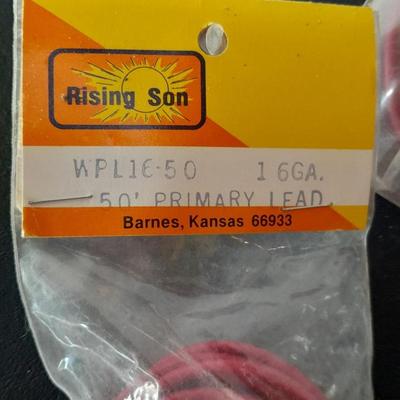 Rising Son
WPL16-50 16GA.
50' PRIMARY LEAD
Barnes, Kansas 66933